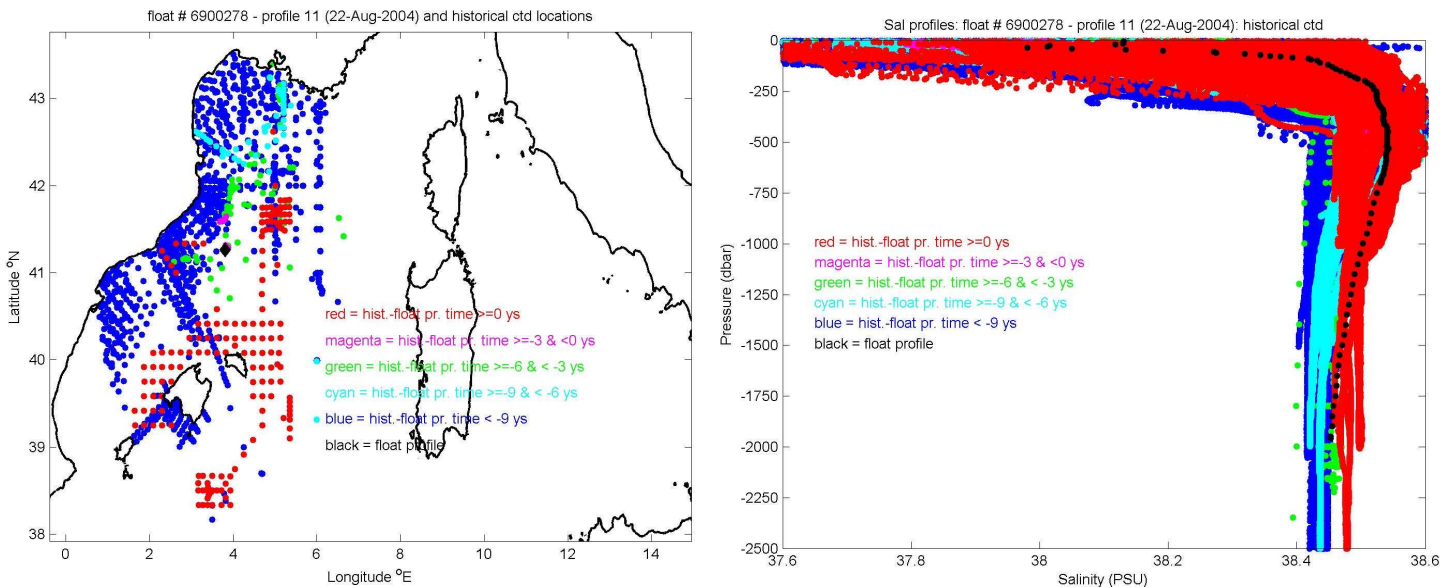 float # 6900278 - profile 11 (22-Aug-2004) and historical ctd locations
43
42
41
40
39
38
Latitude °N
red = hist.-float pr. time >=0 ys
magenta = hist.-float pr. time >=-3 & <0 ys
green = hist.-float pr. time >=-6 & < -3 ys
cyan = hist.-float pr. time >=-9 & < -6 ys
blue = hist.-float pr. time < -9 ys
black = float profile
0 2 4 6 8 10 12 14
Longitude °E
Sal profiles: float # 6900278 - profile 11 (22-Aug-2004): historical ctd
0
-250
-500
-750
-1000
-1250
-1500
-1750
-2000
-2250
-2500
Pressure (dbar)
red = hist.-float pr. time >=0 ys
magenta = hist.-float pr. time >=-3 & <0 ys
green = hist.-float pr. time >=-6 & < -3 ys
cyan = hist.-float pr. time >=-9 & < -6 ys
blue = hist.-float pr. time < -9 ys
black = float profile
37.6 37.8 38 38.2 38.4 38.6
Salinity (PSU)